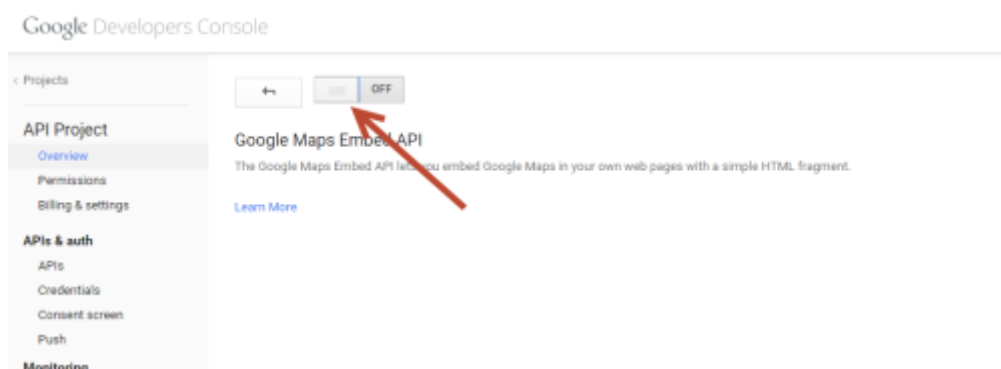 Google Developers Console
< Projects
API Project
Overview
Permissions
Billing & settings
APIs & auth
APIs
Credentials
Consent screen
Push
Monitoring
OFF
Google Maps Embed API
The Google Maps Embed API lets you embed Google Maps in your own web pages with a simple HTML fragment.
Learn More